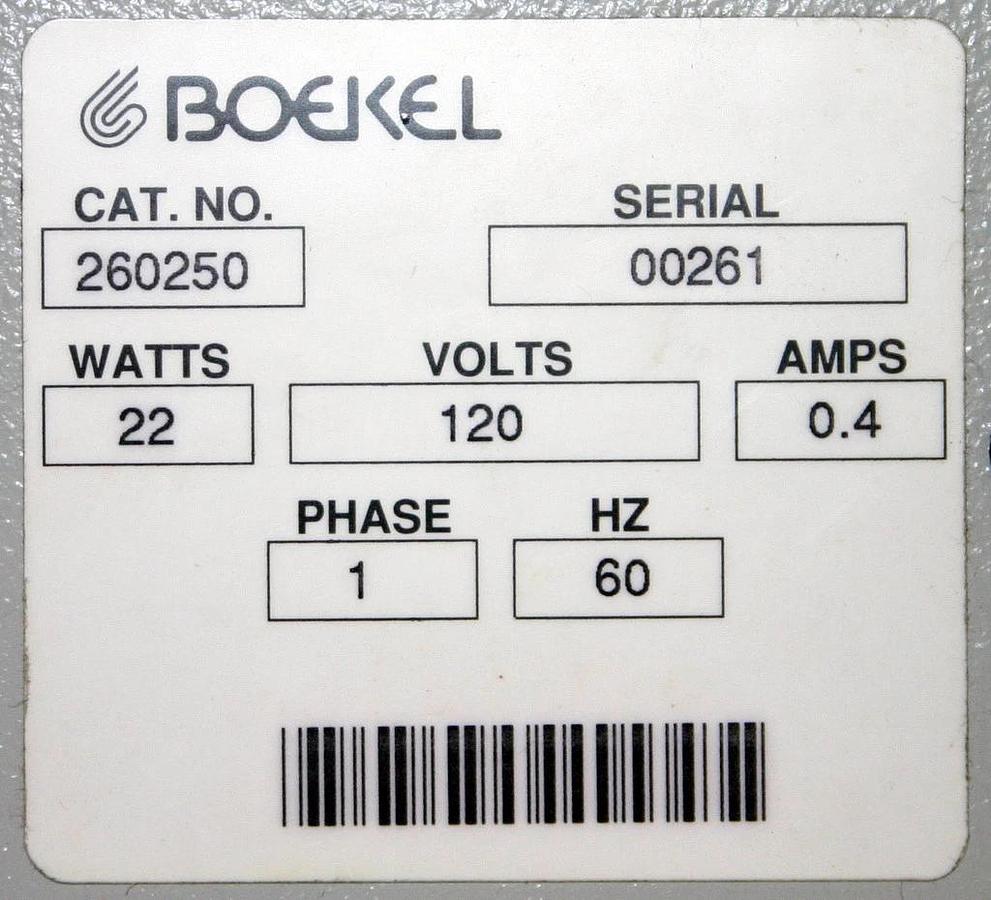 BOEKEL
CAT. NO. SERIAL
260250 00261
WATTS VOLTS AMPS
22 120 0.4
PHASE HZ
1 60